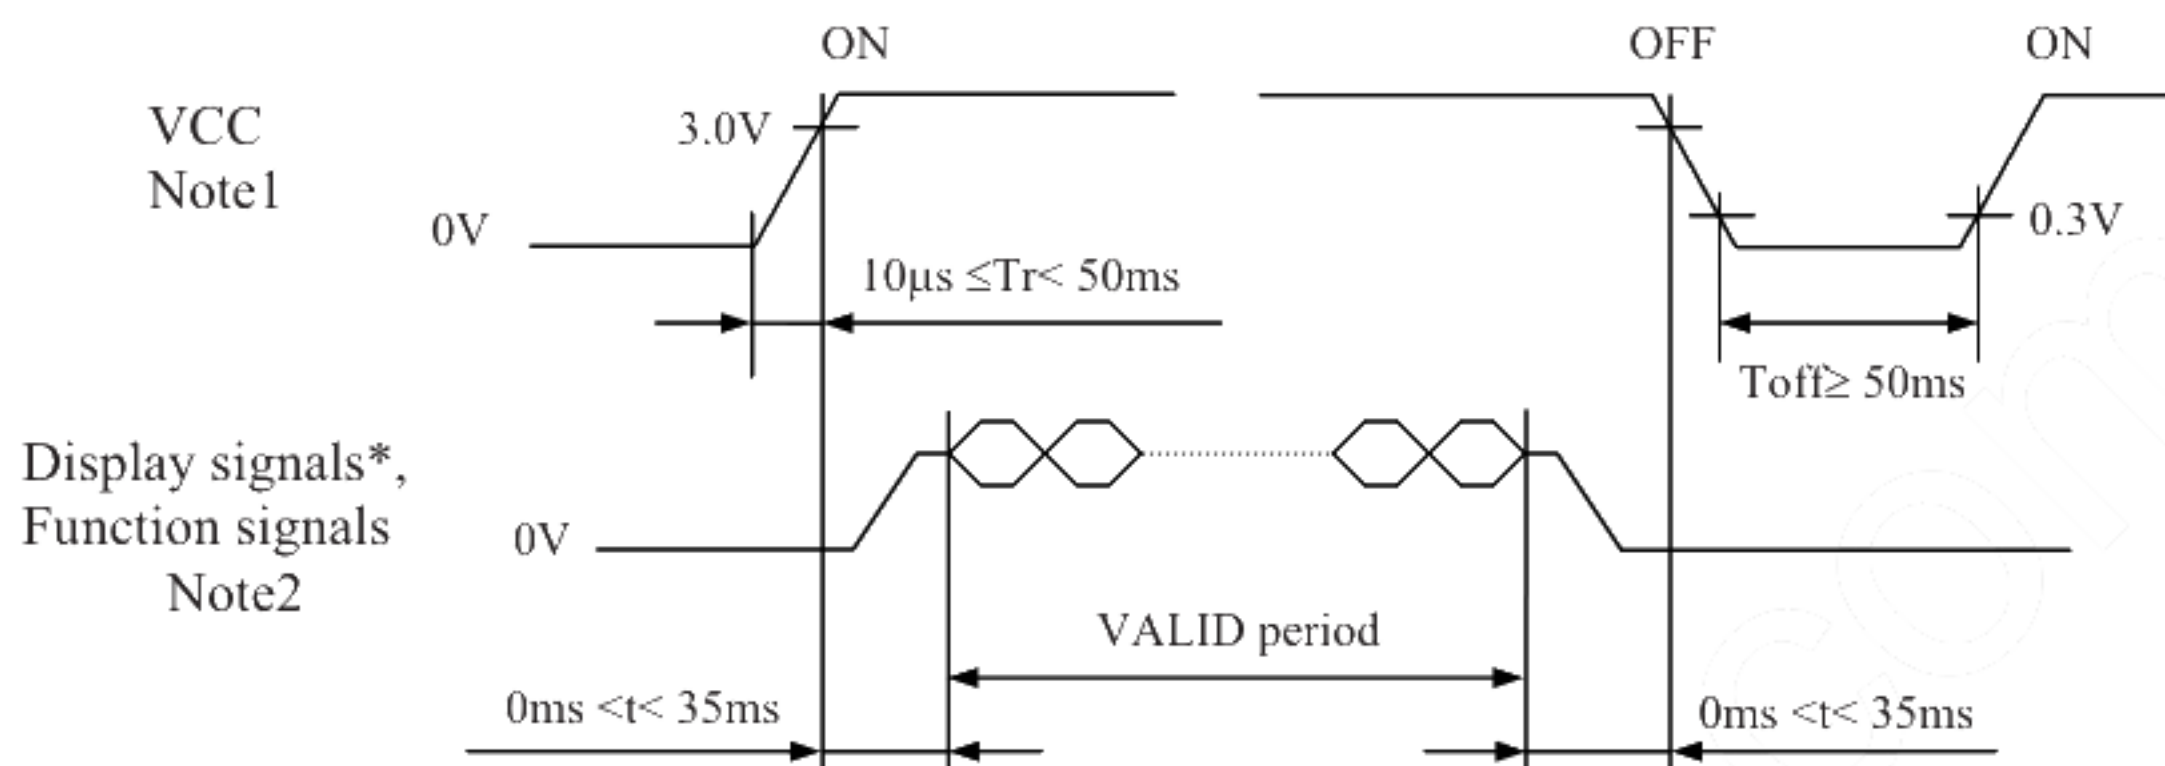 ON
OFF
ON
VCC
Note1
3.0V
0V
0.3V
10μs ≤Tr< 50ms
Toff≥ 50ms
Display signals*,
Function signals
Note2
0V
VALID period
0ms <t< 35ms
0ms <t< 35ms
com